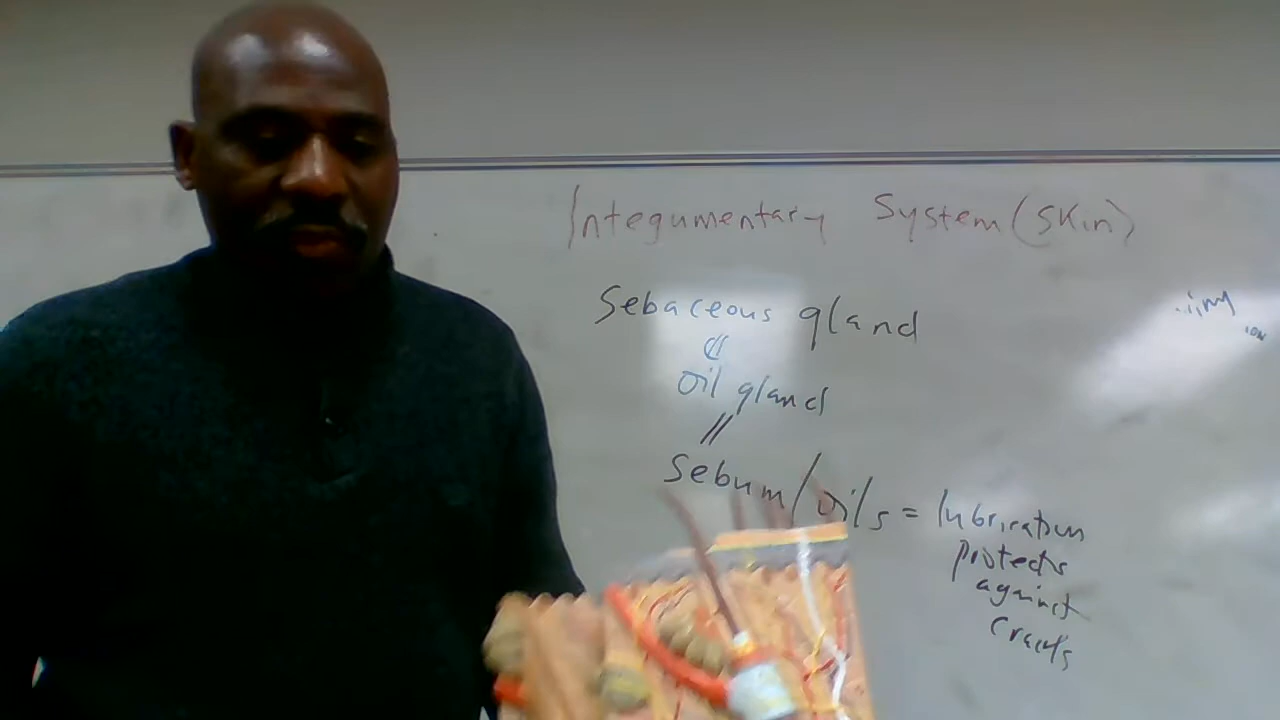 Integumentary System (Skin)
Sebaceous gland
oil gland
Sebum/oils = lubrication
protects
against
cracks